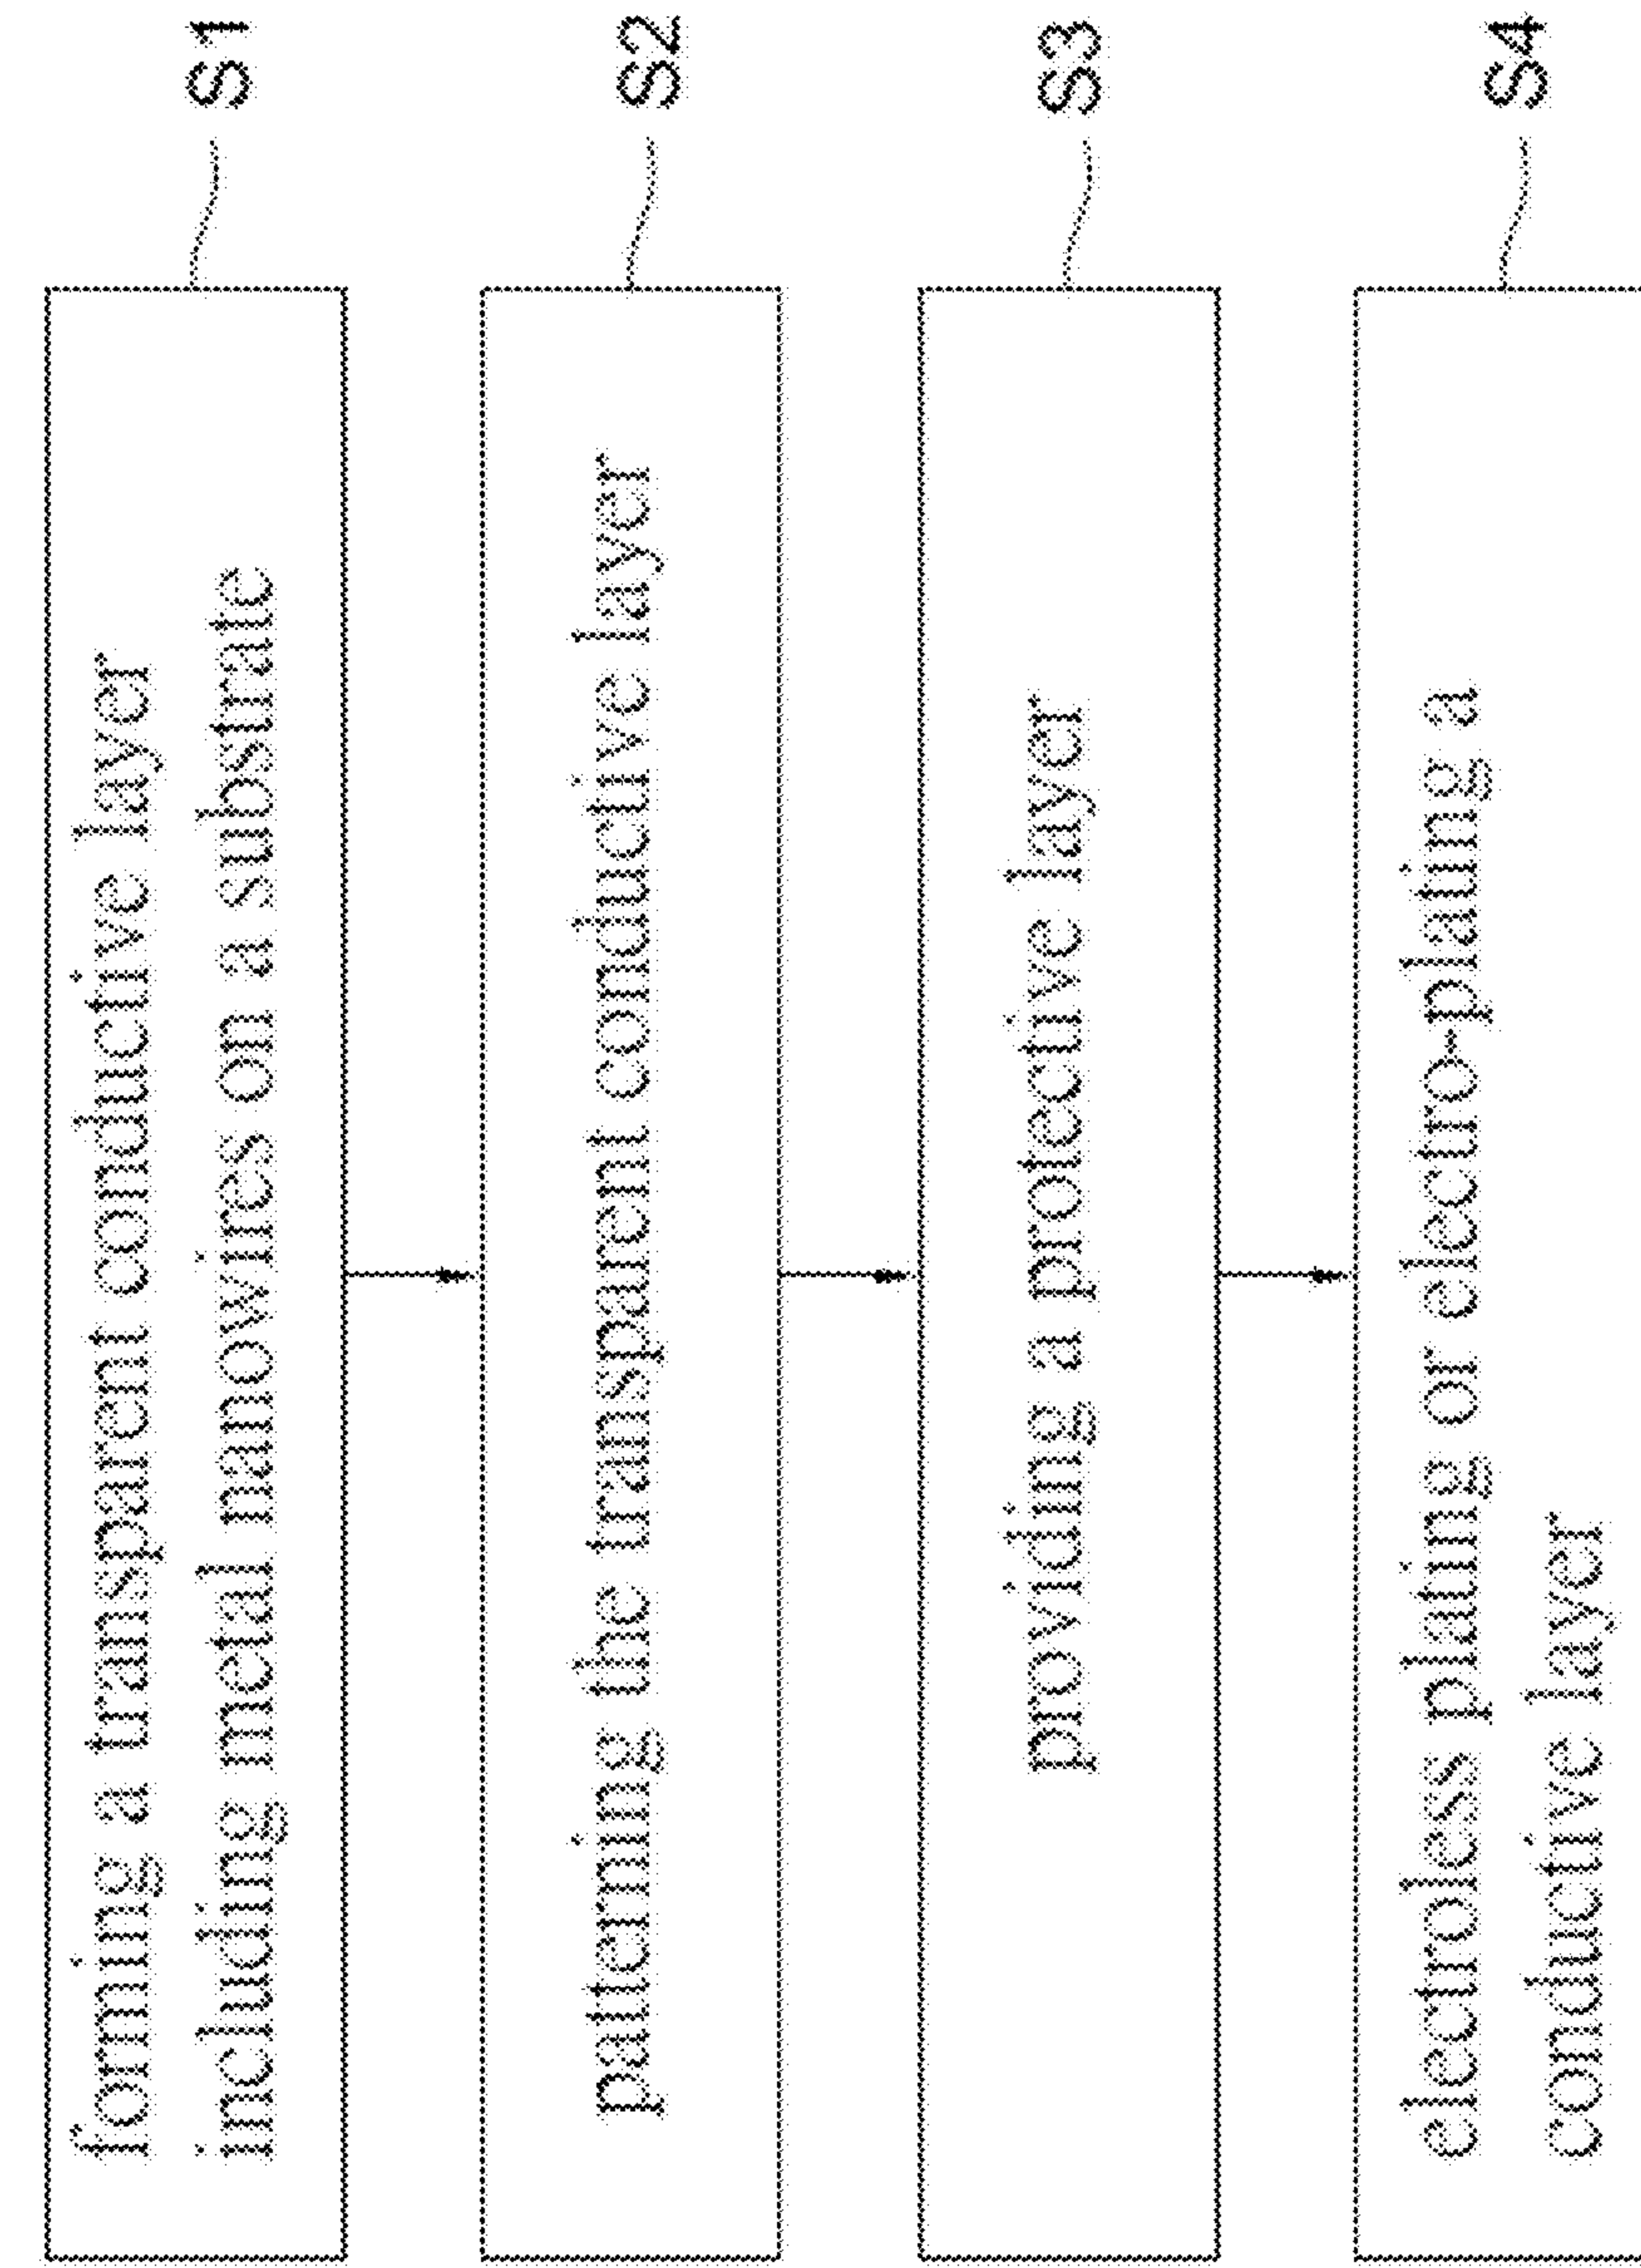 forming a transparent conductive layer
including metal nanowires on a substrate
S1
patterning the transparent conductive layer
S2
providing a protective layer
S3
electroless plating or electro-plating a
conductive layer
S4